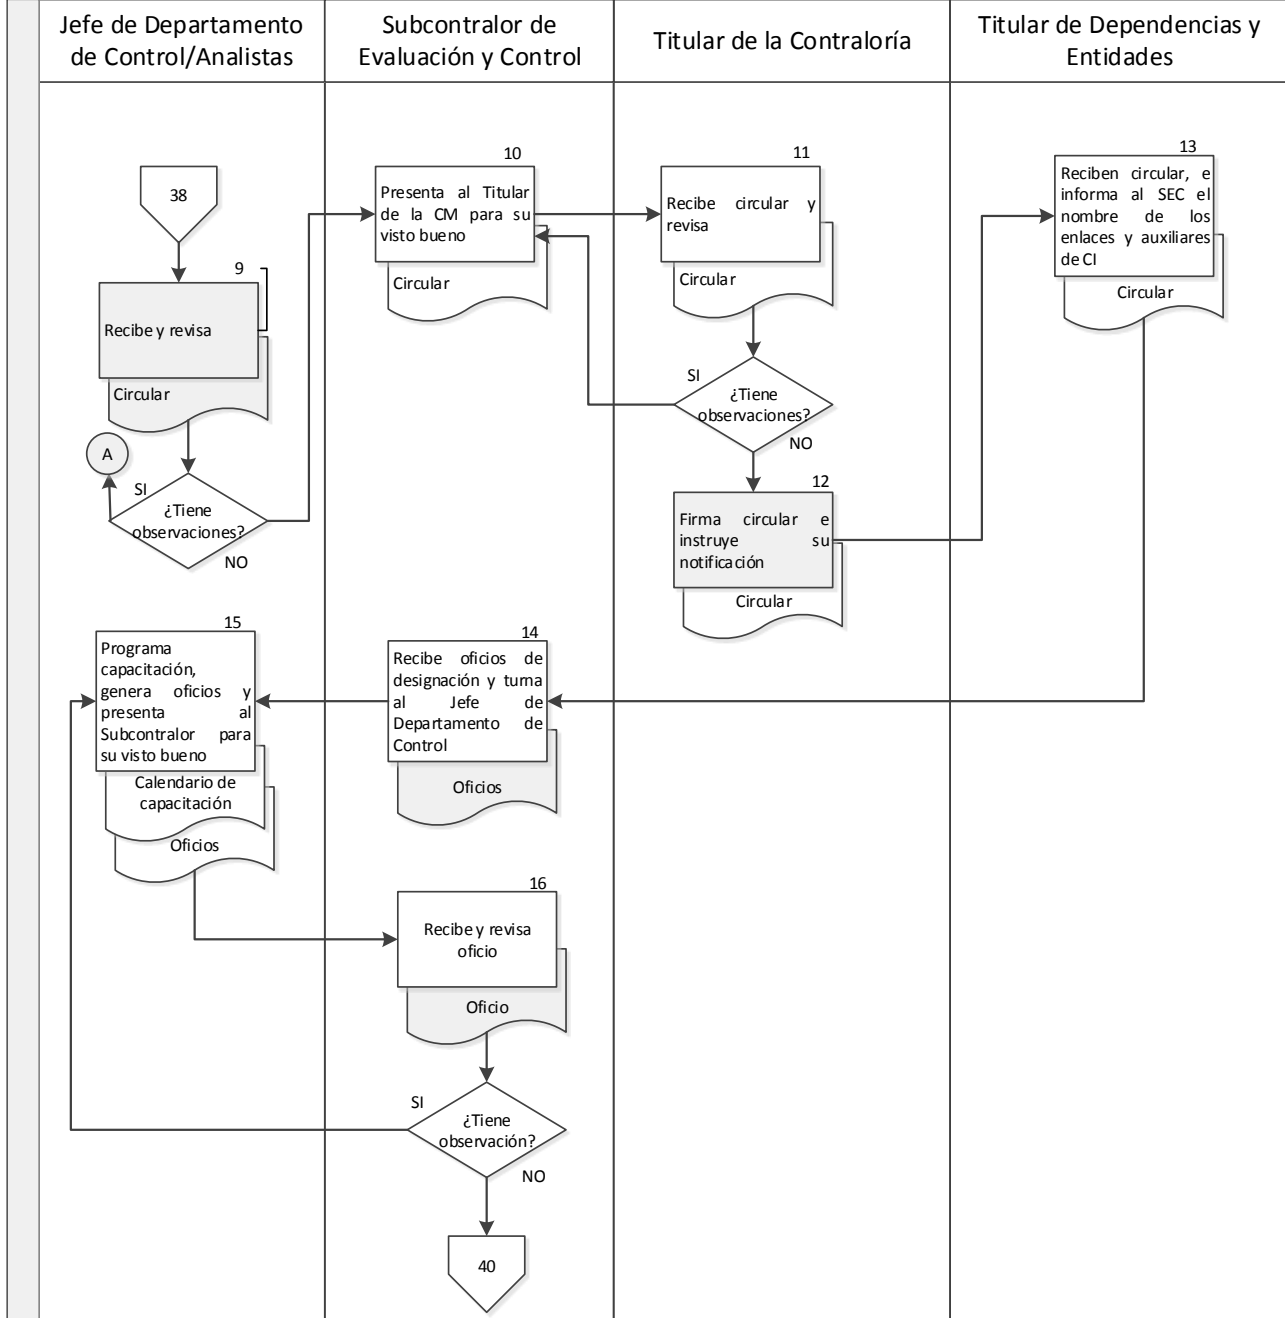 Jefe de Departamento
de Control/Analistas
Subcontralor de
Evaluación y Control
Titular de la Contraloría
Titular de Dependencias y
Entidades
38
9
Recibe y revisa
Circular
A
SI
¿Tiene
observaciones?
NO
10
Presenta al Titular
de la CM para su
visto bueno
Circular
11
Recibe circular y
revisa
Circular
SI
¿Tiene
observaciones?
NO
12
Firma circular e
instruye su
notificación
Circular
13
Reciben circular, e
informa al SEC el
nombre de los
enlaces y auxiliares
de CI
Circular
14
Recibe oficios de
designación y turna
al Jefe de
Departamento de
Control
Oficios
15
Programa
capacitación,
genera oficios y
presenta al
Subcontralor para
su visto bueno
Calendario de
capacitación
Oficios
16
Recibe y revisa
oficio
Oficio
SI
¿Tiene
observación?
NO
40